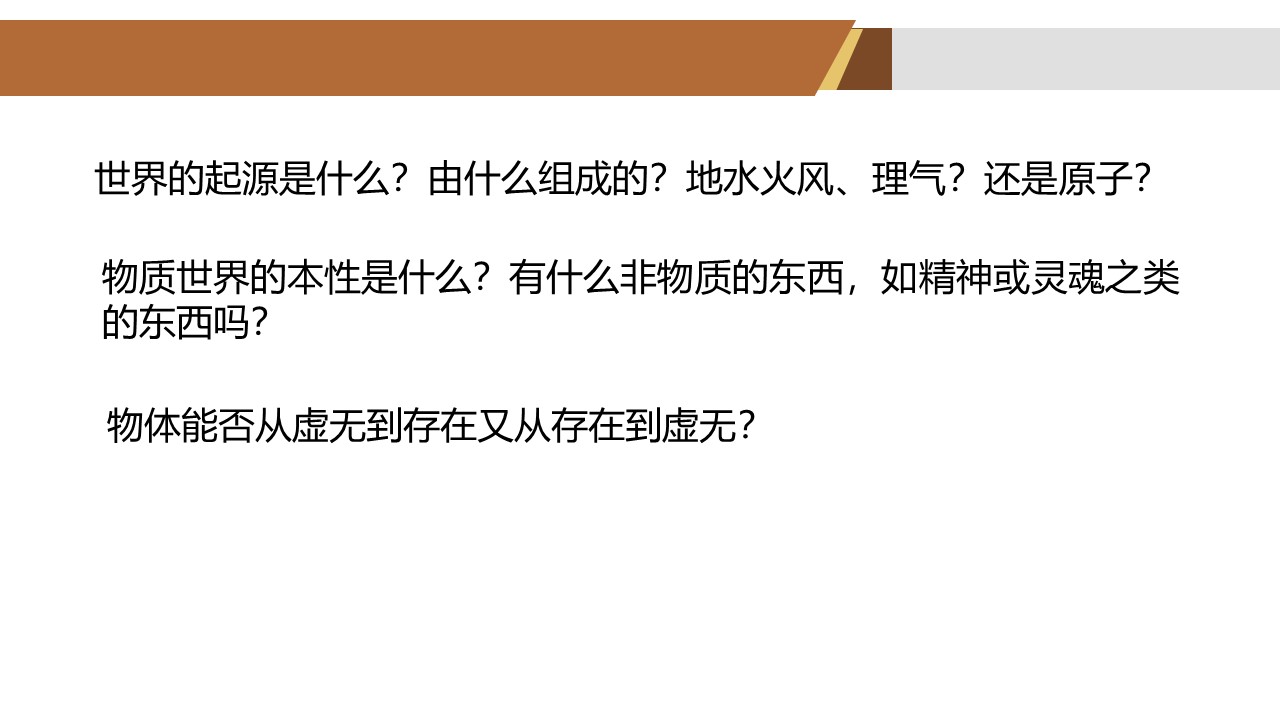 世界的起源是什么？由什么组成的？地水火风、理气？还是原子？
物质世界的本性是什么？有什么非物质的东西，如精神或灵魂之类
的东西吗？
物体能否从虚无到存在又从存在到虚无？